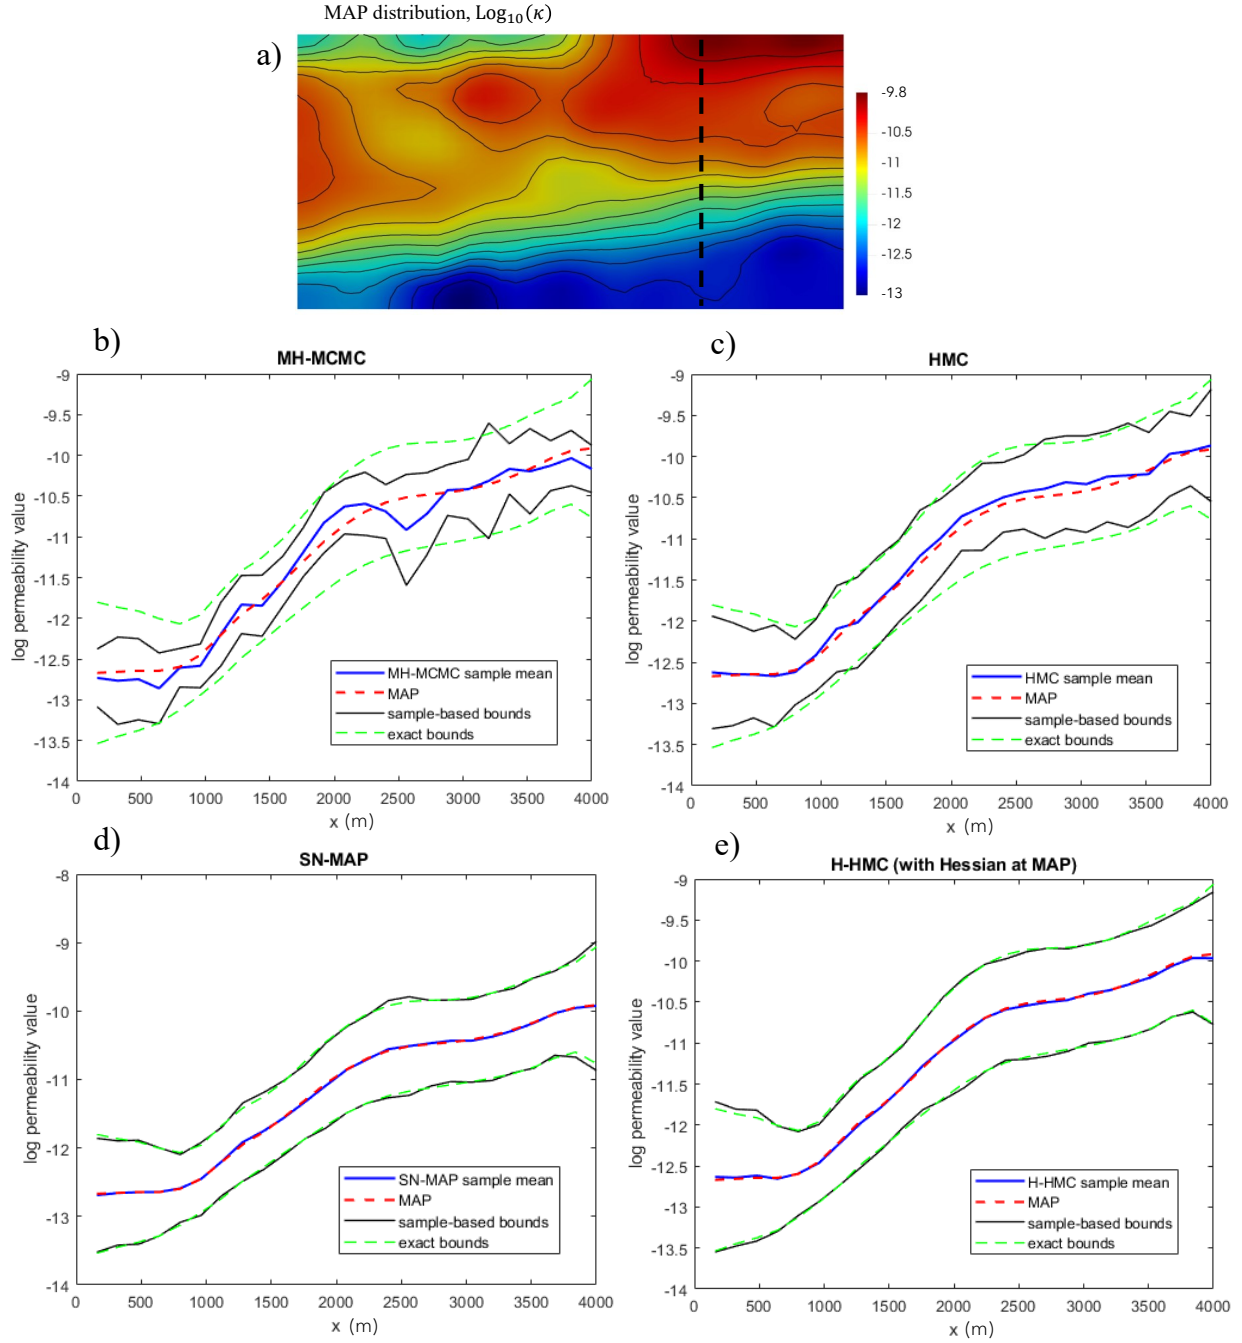 MAP distribution, Log₁₀(κ)
a)
-9.8
-10.5
-11
-11.5
-12
-12.5
-13
b)
MH-MCMC
-9
-9.5
-10
-10.5
-11
-11.5
-12
-12.5
-13
-13.5
-14
log permeability value
0 500 1000 1500 2000 2500 3000 3500 4000
x (m)
MH-MCMC sample mean
MAP
sample-based bounds
exact bounds
c)
HMC
-9
-9.5
-10
-10.5
-11
-11.5
-12
-12.5
-13
-13.5
-14
log permeability value
0 500 1000 1500 2000 2500 3000 3500 4000
x (m)
HMC sample mean
MAP
sample-based bounds
exact bounds
d)
SN-MAP
-8
-9
-10
-11
-12
-13
-14
log permeability value
0 500 1000 1500 2000 2500 3000 3500 4000
x (m)
SN-MAP sample mean
MAP
sample-based bounds
exact bounds
e)
H-HMC (with Hessian at MAP)
-9
-9.5
-10
-10.5
-11
-11.5
-12
-12.5
-13
-13.5
-14
log permeability value
0 500 1000 1500 2000 2500 3000 3500 4000
x (m)
H-HMC sample mean
MAP
sample-based bounds
exact bounds